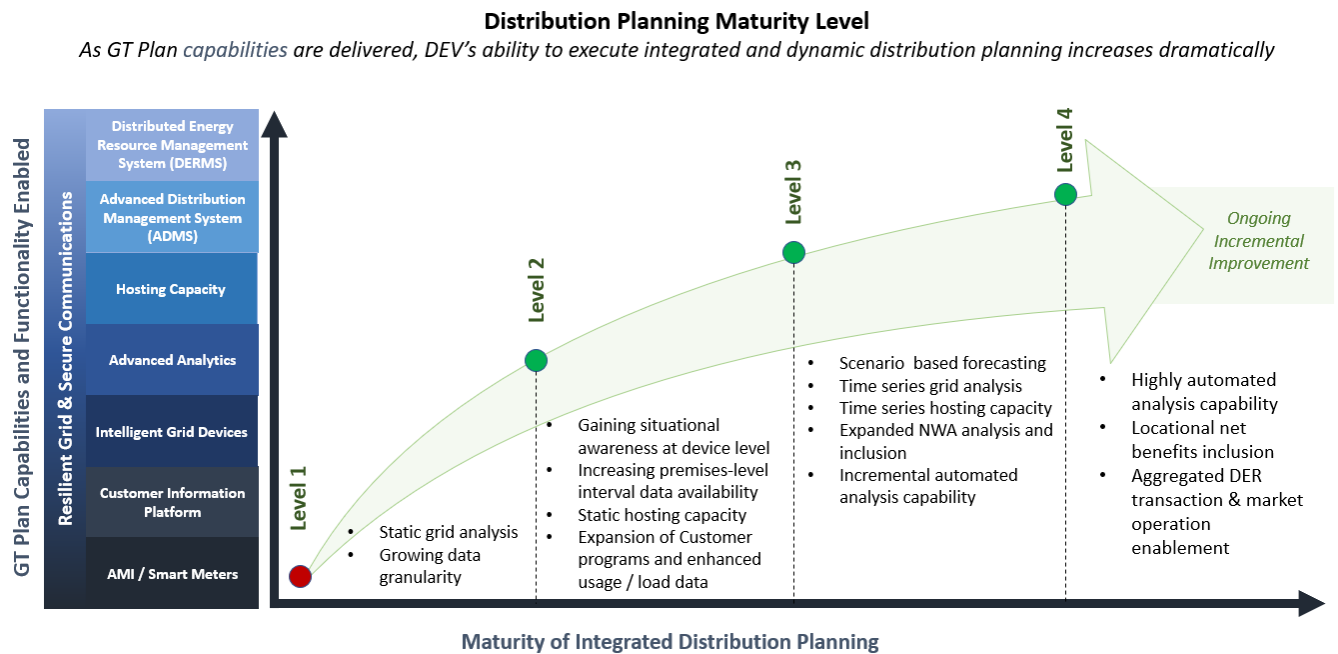 Distribution Planning Maturity Level
As GT Plan capabilities are delivered, DEV's ability to execute integrated and dynamic distribution planning increases dramatically
GT Plan Capabilities and Functionality Enabled
Resilient Grid & Secure Communications
Distributed Energy
Resource Management
System (DERMS)
Advanced Distribution
Management System
(ADMS)
Hosting Capacity
Advanced Analytics
Intelligent Grid Devices
Customer Information
Platform
AMI / Smart Meters
Level 1
• Static grid analysis
• Growing data
granularity
Level 2
• Gaining situational
awareness at device level
• Increasing premises-level
interval data availability
• Static hosting capacity
• Expansion of Customer
programs and enhanced
usage / load data
Level 3
• Scenario based forecasting
• Time series grid analysis
• Time series hosting capacity
• Expanded NWA analysis and
inclusion
• Incremental automated
analysis capability
Level 4
• Highly automated
analysis capability
• Locational net
benefits inclusion
• Aggregated DER
transaction & market
operation
enablement
Ongoing
Incremental
Improvement
Maturity of Integrated Distribution Planning